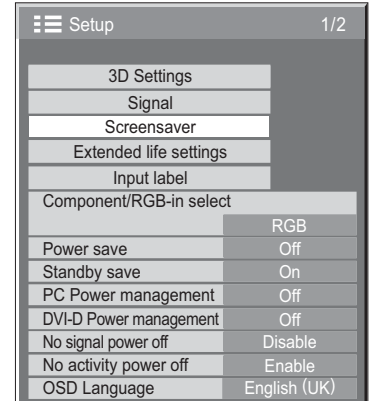 Setup 1/2
3D Settings
Signal
Screensaver
Extended life settings
Input label
Component/RGB-in select
RGB
Power save Off
Standby save On
PC Power management Off
DVI-D Power management Off
No signal power off Disable
No activity power off Enable
OSD Language English (UK)